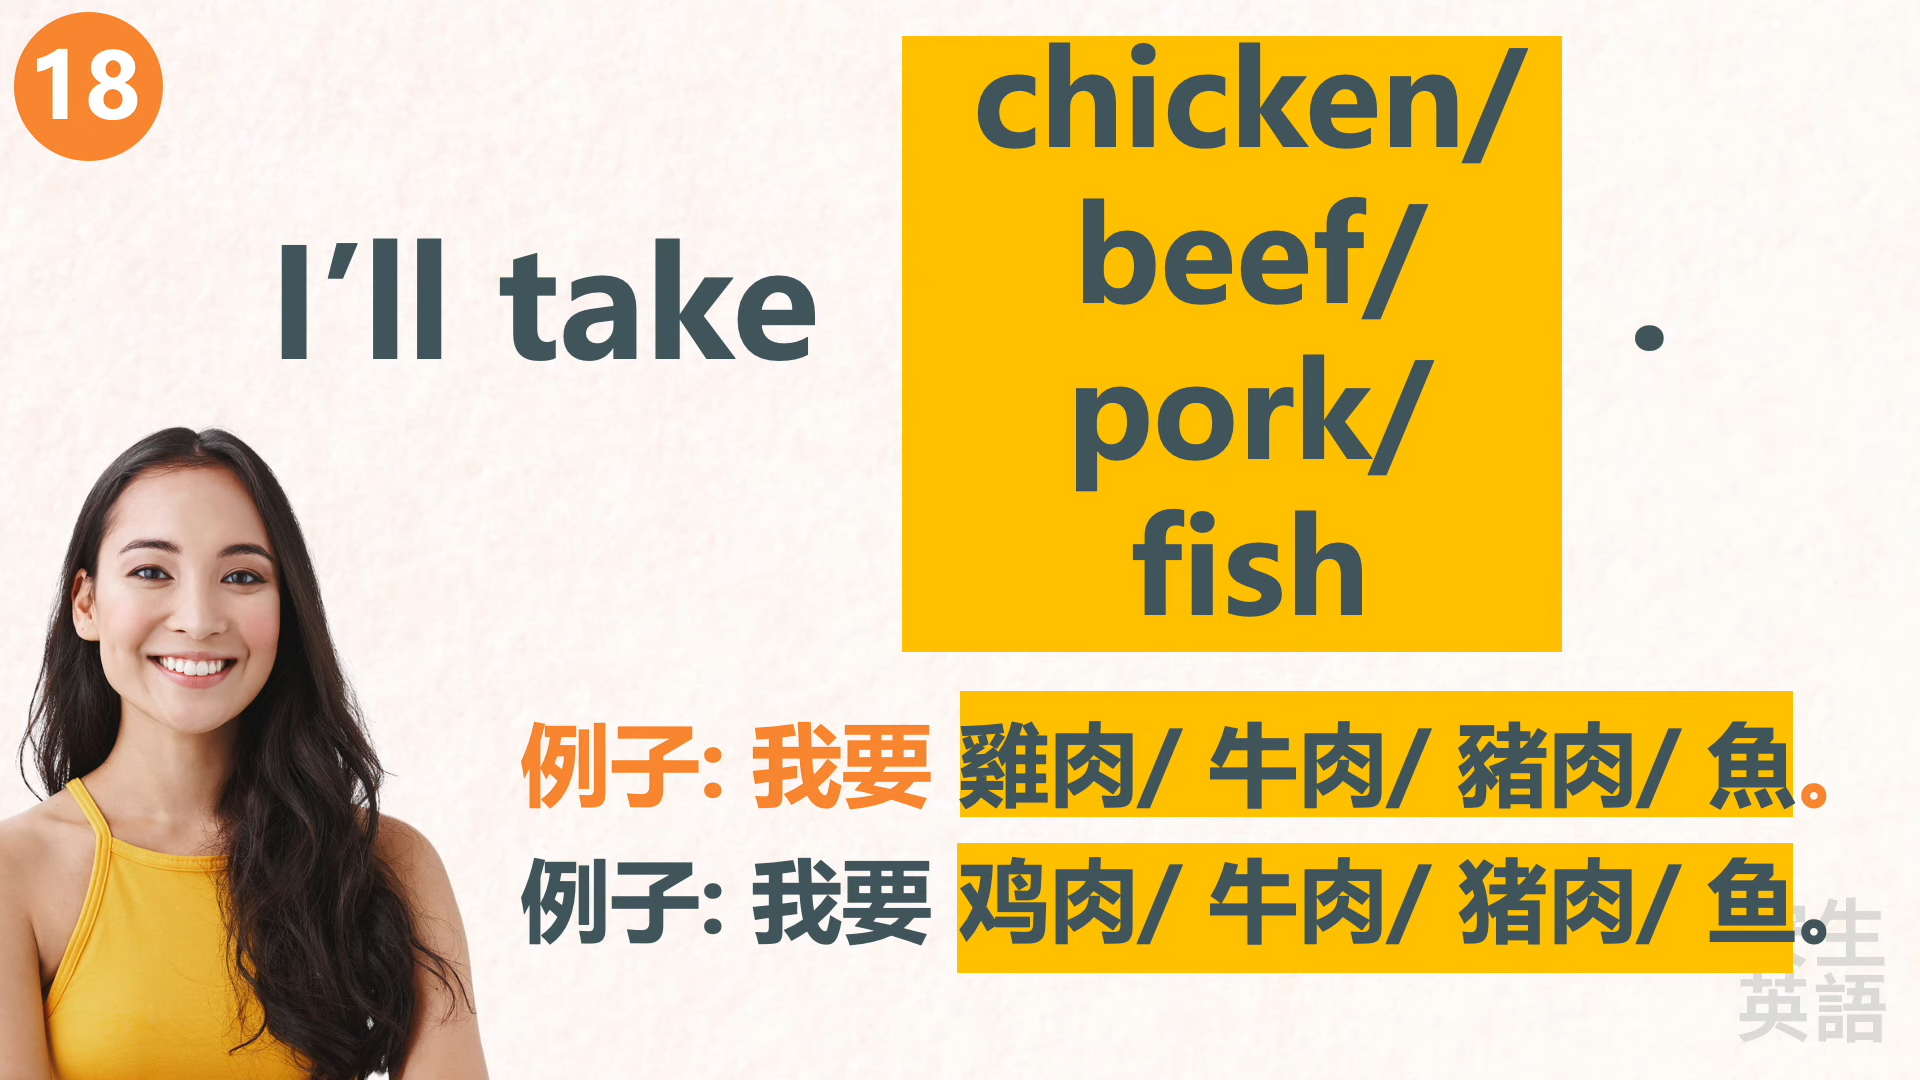 18
I’ll take
chicken/
beef/
pork/
fish
.
例子: 我要 雞肉/ 牛肉/ 豬肉/ 魚。
例子: 我要 鸡肉/ 牛肉/ 猪肉/ 鱼。
生
英語